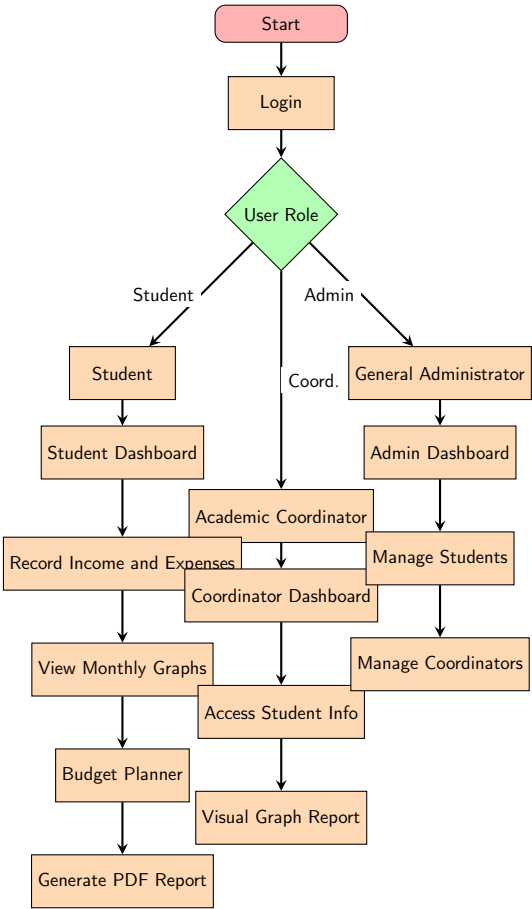 Start
Login
User Role
Student
Admin
Coord.
Student
General Administrator
Student Dashboard
Admin Dashboard
Academic Coordinator
Record Income and Expenses
Manage Students
Coordinator Dashboard
View Monthly Graphs
Manage Coordinators
Access Student Info
Budget Planner
Visual Graph Report
Generate PDF Report